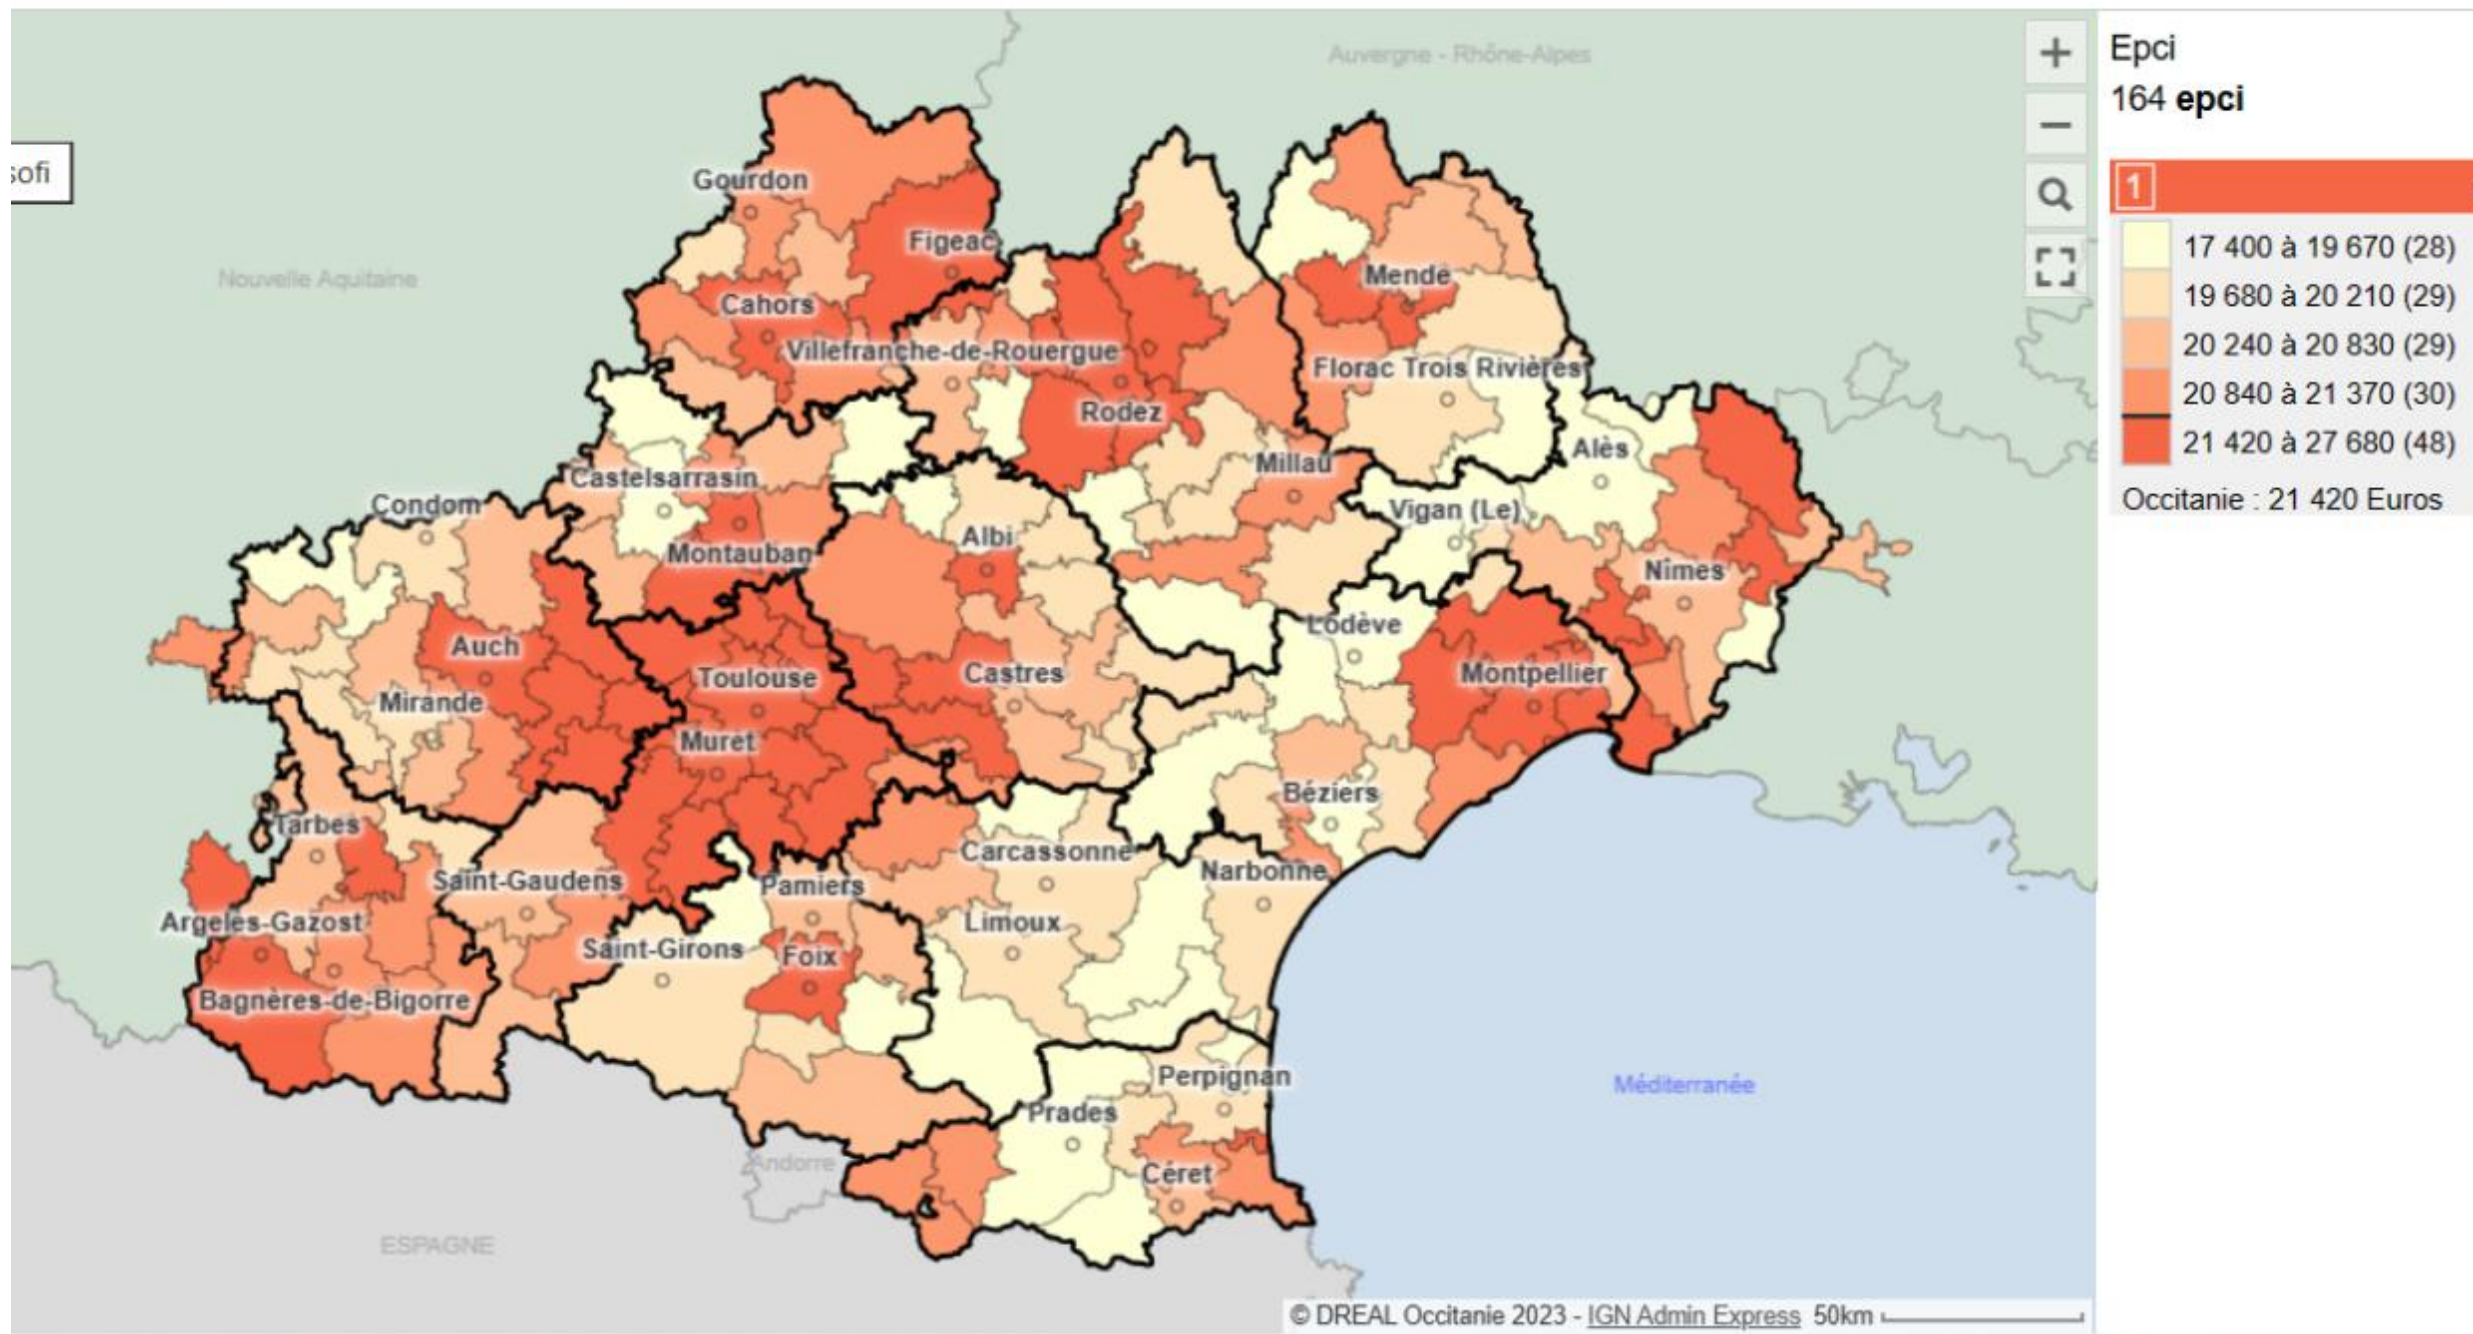 Auvergne - Rhône-Alpes
Epci
164 epci
sofi
1
Gourdon
Figeac
17 400 à 19 670 (28)
Nouvelle Aquitaine
Mende
19 680 à 20 210 (29)
Cahors
20 240 à 20 830 (29)
Villefranche-de-Rouergue
Florac Trois Rivières
20 840 à 21 370 (30)
Rodez
21 420 à 27 680 (48)
Alès
Millau
Castelsarrasin
Condom
Vigan (Le)
Occitanie : 21 420 Euros
Albi
Montauban
Nîmes
Lodève
Auch
Toulouse
Castres
Montpellier
Mirande
Muret
Béziers
Tarbes
Carcassonne
Narbonne
Saint-Gaudens
Pamiers
Argelès-Gazost
Limoux
Saint-Girons
Foix
Bagnères-de-Bigorre
Perpignan
Méditerranée
Prades
Andorre
Céret
ESPAGNE
© DREAL Occitanie 2023 - IGN Admin Express 50km